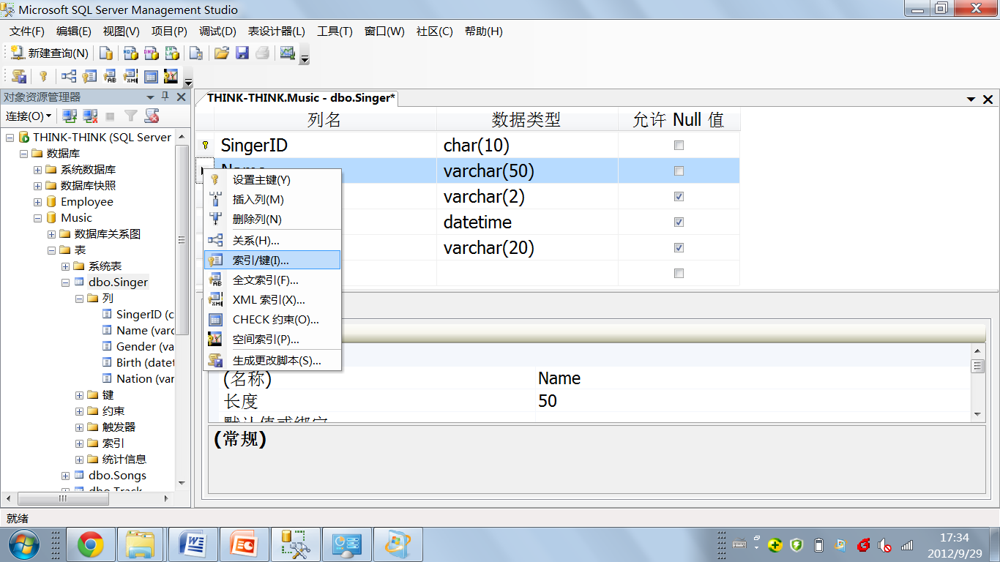 Microsoft SQL Server Management Studio
文件(F) 编辑(E) 视图(V) 项目(P) 调试(D) 表设计器(L) 工具(T) 窗口(W) 社区(C) 帮助(H)
新建查询(N)
对象资源管理器
连接(O)
THINK-THINK (SQL Server
数据库
系统数据库
数据库快照
Employee
Music
数据库关系图
表
系统表
dbo.Singer
列
SingerID (c
Name (varc
Gender (va
Birth (datet
Nation (var
键
约束
触发器
索引
统计信息
dbo.Songs
dbo.Track
THINK-THINK.Music - dbo.Singer*
列名 数据类型 允许 Null 值
SingerID char(10)
Name varchar(50)
varchar(2)
datetime
varchar(20)
设置主键(Y)
插入列(M)
删除列(N)
关系(H)...
索引/键(I)...
全文索引(F)...
XML 索引(X)...
CHECK 约束(O)...
空间索引(P)...
生成更改脚本(S)...
(名称) Name
长度 50
默认值或绑定
(常规)
就绪
17:34
2012/9/29